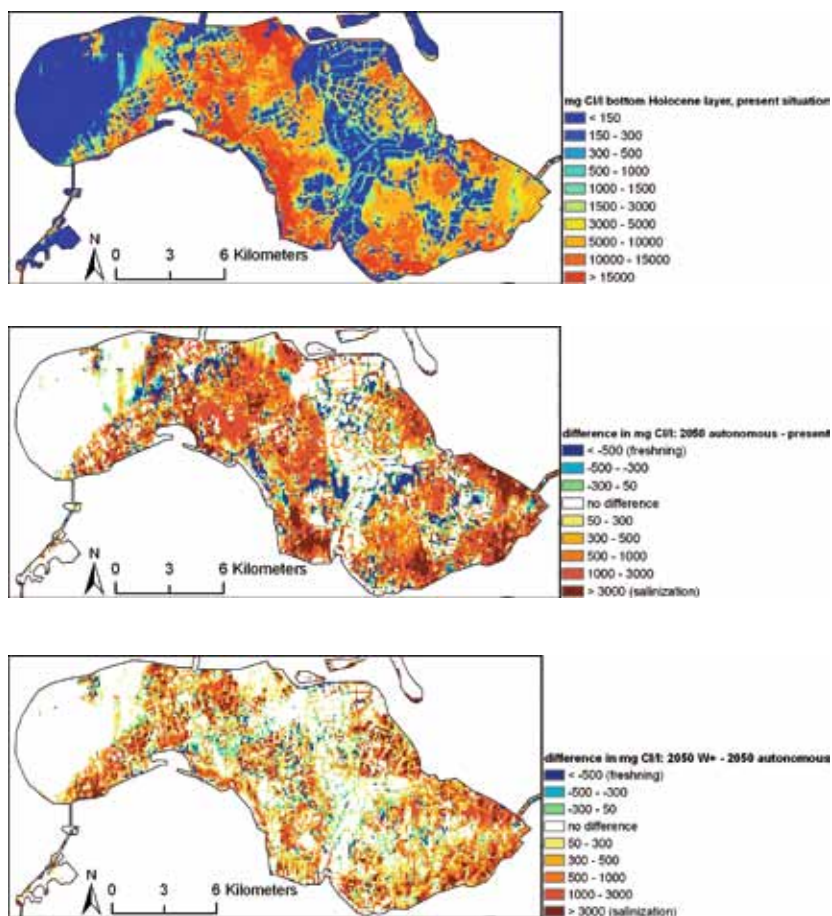 mg Cl/l bottom Holocene layer, present situation
< 150
150 - 300
300 - 500
500 - 1000
1000 - 1500
1500 - 3000
3000 - 5000
5000 - 10000
10000 - 15000
> 15000
N
0 3 6 Kilometers
difference in mg Cl/l: 2050 autonomous - present
< -500 (freshning)
-500 - -300
-300 - 50
no difference
50 - 300
300 - 500
500 - 1000
1000 - 3000
> 3000 (salinization)
N
0 3 6 Kilometers
difference in mg Cl/l: 2050 W+ - 2050 autonomous
< -500 (freshning)
-500 - -300
-300 - 50
no difference
50 - 300
300 - 500
500 - 1000
1000 - 3000
> 3000 (salinization)
N
0 3 6 Kilometers